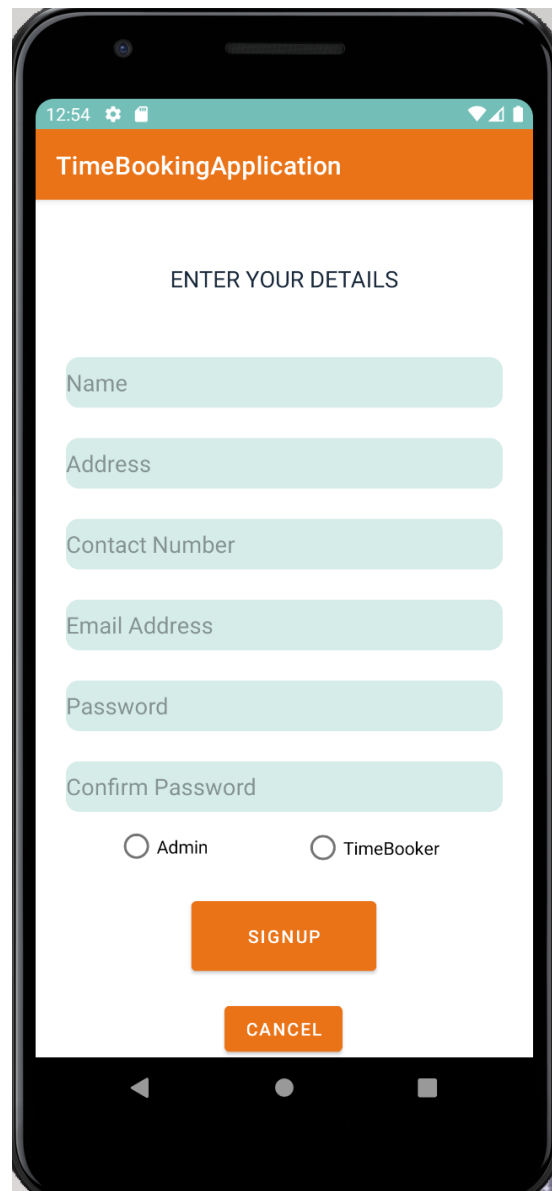 12:54
TimeBookingApplication
ENTER YOUR DETAILS
Name
Address
Contact Number
Email Address
Password
Confirm Password
Admin TimeBooker
SIGNUP
CANCEL